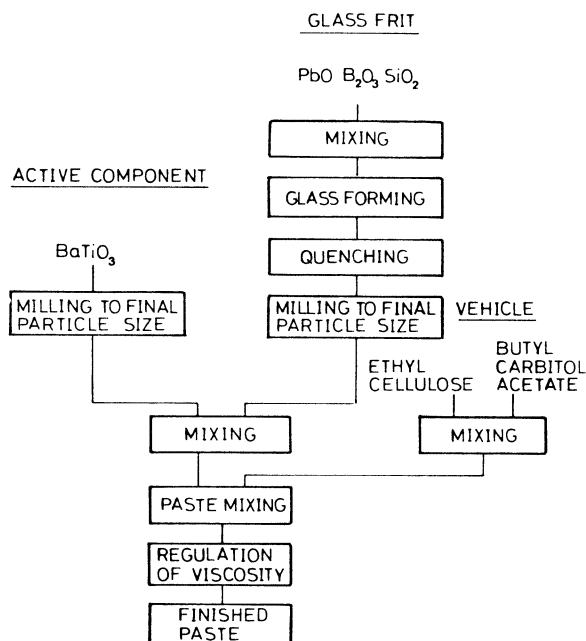 GLASS FRIT
PbO B₂O₃ SiO₂
MIXING
GLASS FORMING
QUENCHING
MILLING TO FINAL
PARTICLE SIZE
ACTIVE COMPONENT
BaTiO₃
MILLING TO FINAL
PARTICLE SIZE
VEHICLE
ETHYL
CELLULOSE
BUTYL
CARBITOL
ACETATE
MIXING
MIXING
PASTE MIXING
REGULATION
OF VISCOSITY
FINISHED
PASTE